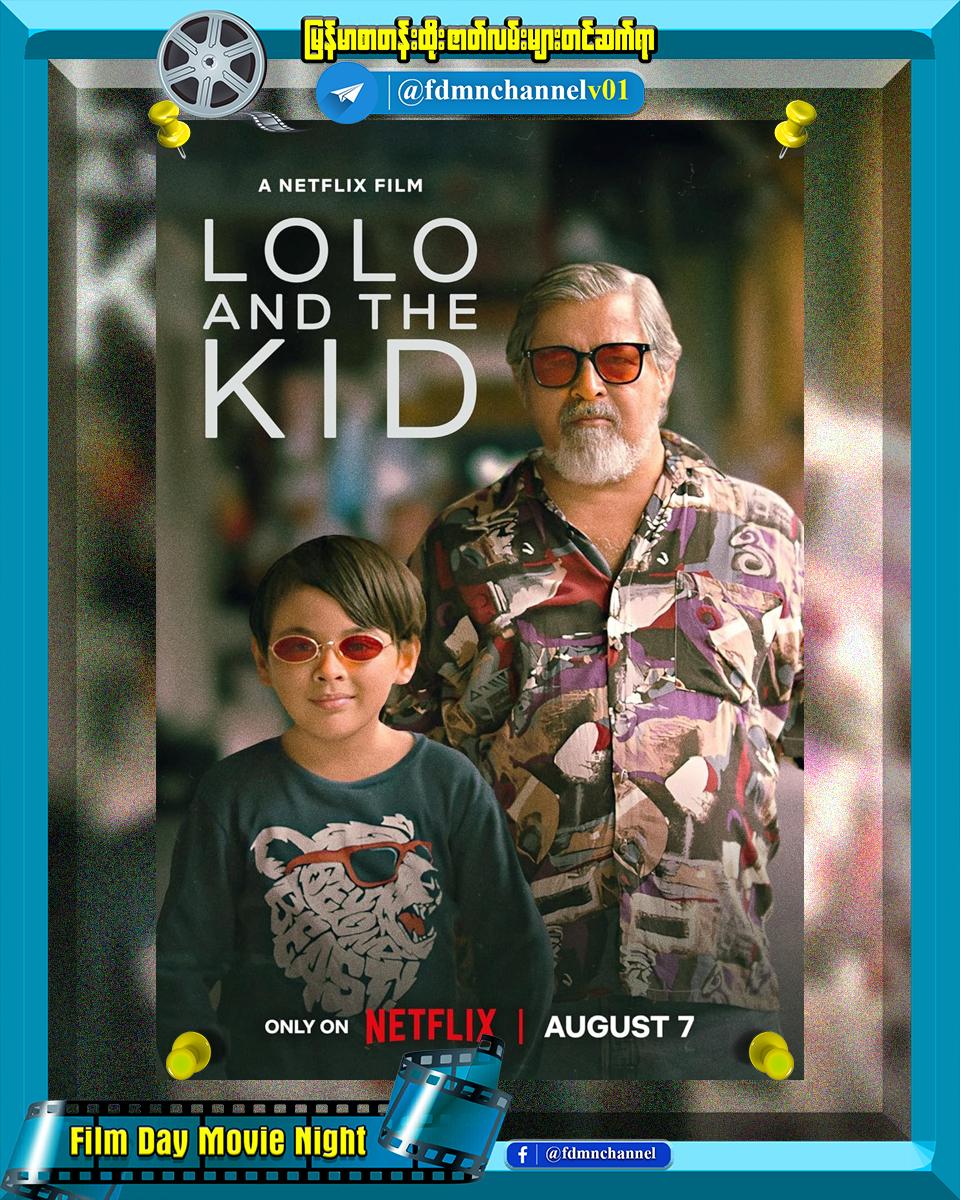 မြန်မာစာတန်းထိုးဇာတ်လမ်းများတင်ဆက်ရာ
@fdmnchannelv01
A NETFLIX FILM
LOLO
AND THE
KID
ONLY ON NETFLIX | AUGUST 7
Film Day Movie Night
f | @fdmnchannel